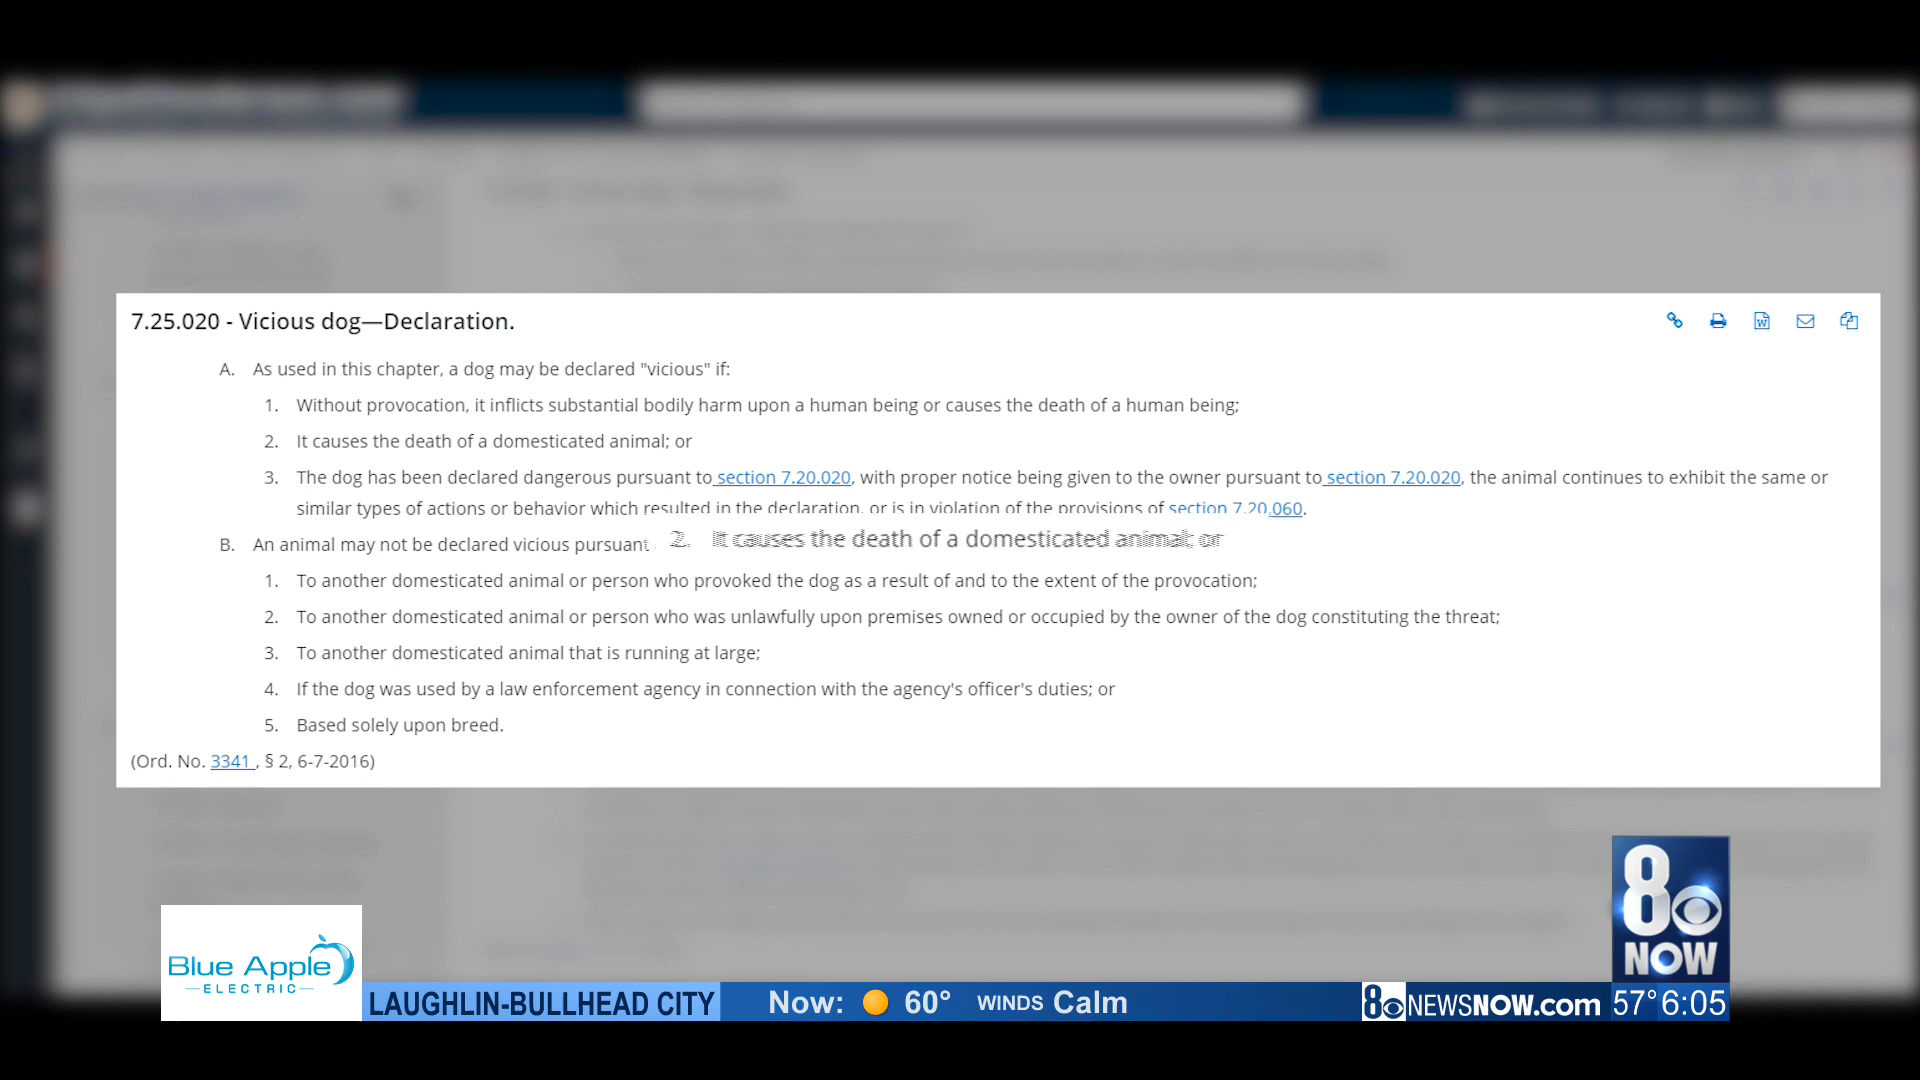 7.25.020 - Vicious dog—Declaration.
A. As used in this chapter, a dog may be declared "vicious" if:
1. Without provocation, it inflicts substantial bodily harm upon a human being or causes the death of a human being;
2. It causes the death of a domesticated animal; or
3. The dog has been declared dangerous pursuant to section 7.20.020, with proper notice being given to the owner pursuant to section 7.20.020, the animal continues to exhibit the same or
similar types of actions or behavior which resulted in the declaration, or is in violation of the provisions of section 7.20.060.
B. An animal may not be declared vicious pursuant
2. It causes the death of a domesticated animal; or
1. To another domesticated animal or person who provoked the dog as a result of and to the extent of the provocation;
2. To another domesticated animal or person who was unlawfully upon premises owned or occupied by the owner of the dog constituting the threat;
3. To another domesticated animal that is running at large;
4. If the dog was used by a law enforcement agency in connection with the agency's officer's duties; or
5. Based solely upon breed.
(Ord. No. 3341 , § 2, 6-7-2016)
8
NOW
Blue Apple
ELECTRIC
LAUGHLIN-BULLHEAD CITY Now: 60° WINDS Calm 8 NEWSNOW.com 57° 6:05